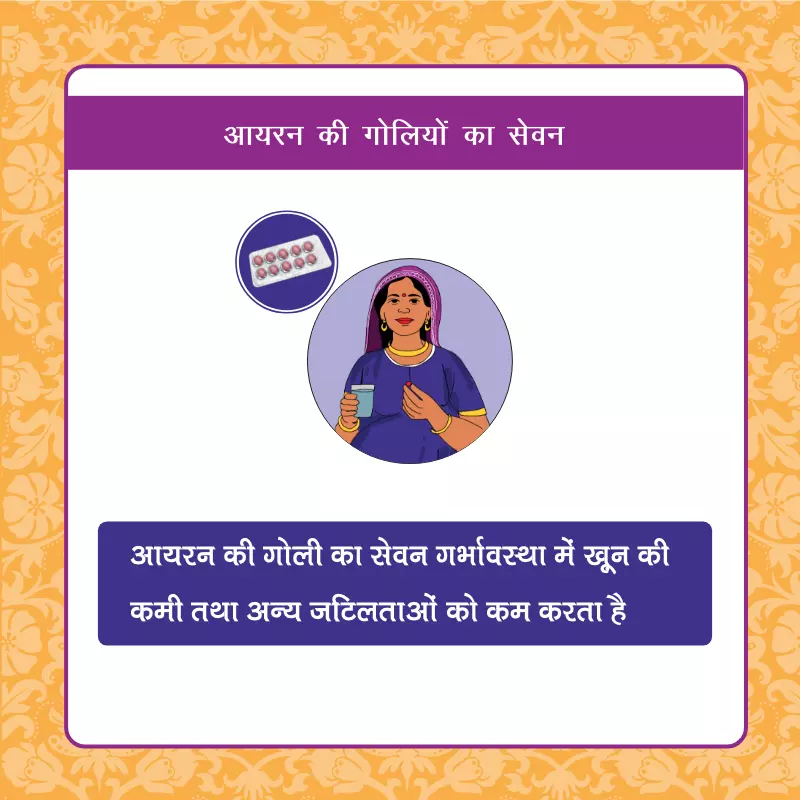 आयरन की गोलियों का सेवन
आयरन की गोली का सेवन गर्भावस्था में खून की
कमी तथा अन्य जटिलताओं को कम करता है